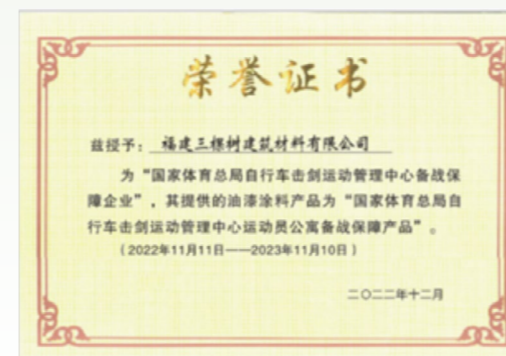 荣誉证书
兹授予：福建三棵树建筑材料有限公司
为“国家体育总局自行车击剑运动管理中心备战保
障企业”，其提供的油漆涂料产品为“国家体育总局自
行车击剑运动管理中心运动员公寓备战保障产品”。
（2022年11月11日——2023年11月10日）
二〇二二年十二月